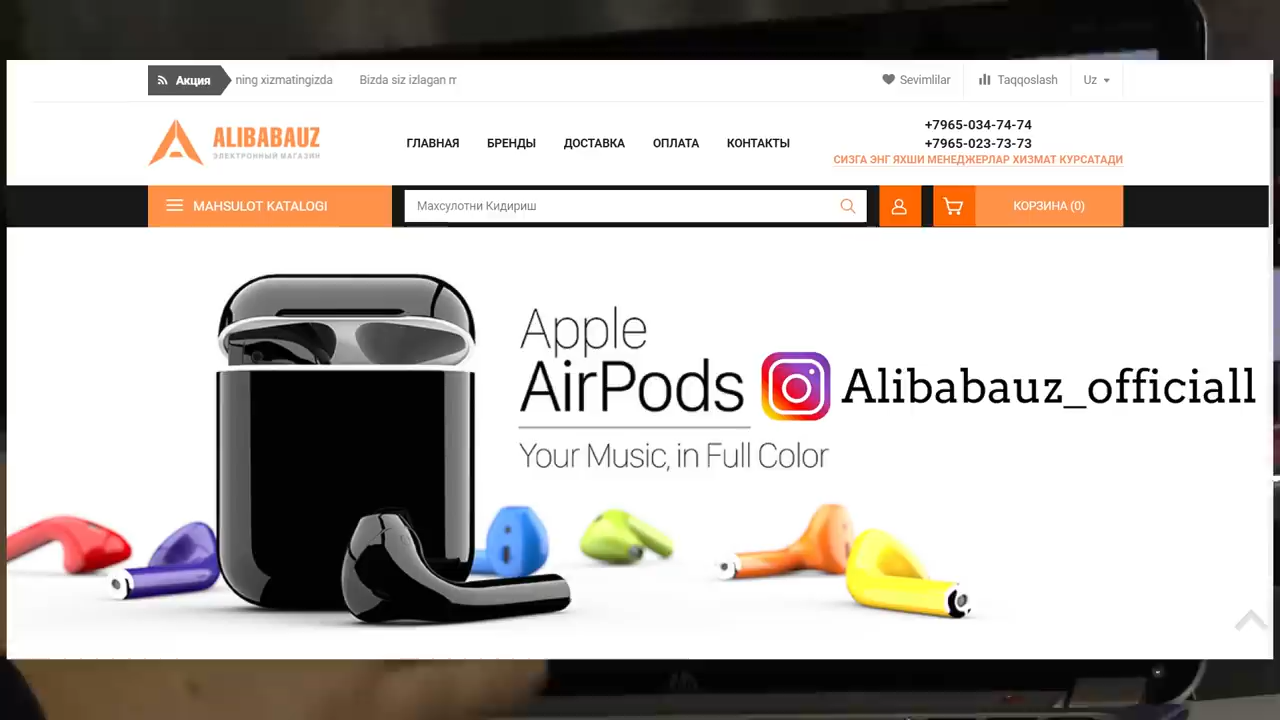 Акция
ning xizmatingizda
Bizda siz izlagan
Sevimlilar
Taqqoslash
Uz
ALIBABAUZ
ЭЛЕКТРОННЫЙ МАГАЗИН
ГЛАВНАЯ
БРЕНДЫ
ДОСТАВКА
ОПЛАТА
КОНТАКТЫ
+7965-034-74-74
+7965-023-73-73
СИЗГА ЭНГ ЯХШИ МЕНЕДЖЕРЛАР ХИЗМАТ КУРСАТАДИ
MAHSULOT KATALOGI
Махсулотни Кидириш
КОРЗИНА (0)
Apple
AirPods
Alibabauz_officiall
Your Music, in Full Color